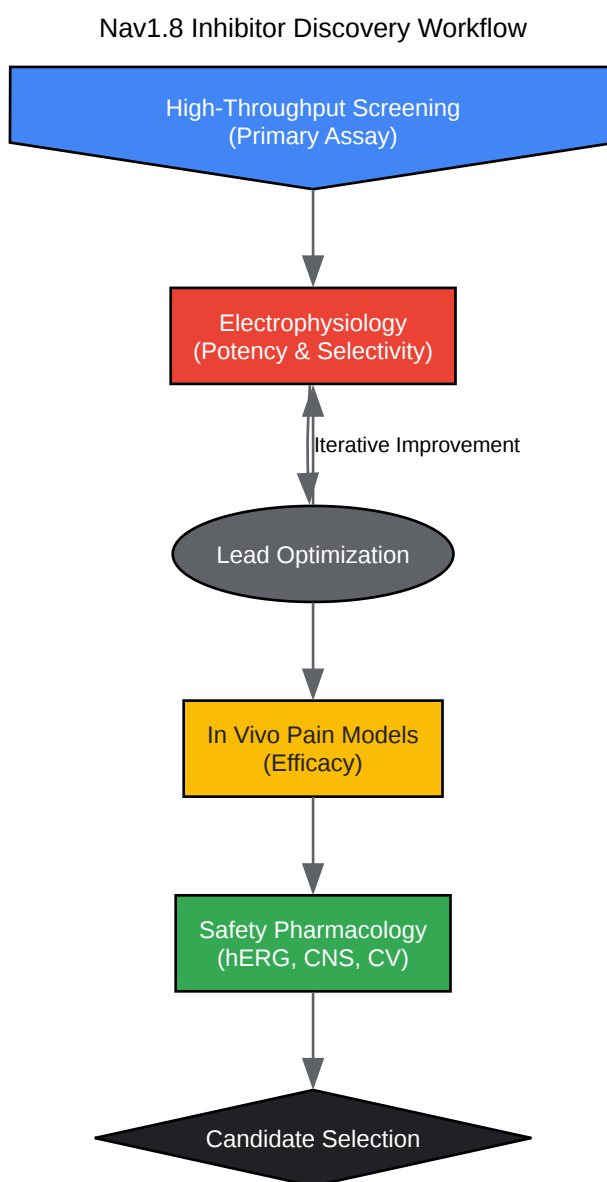 Nav1.8 Inhibitor Discovery Workflow
High-Throughput Screening
(Primary Assay)
Electrophysiology
(Potency & Selectivity)
Iterative Improvement
Lead Optimization
In Vivo Pain Models
(Efficacy)
Safety Pharmacology
(hERG, CNS, CV)
Candidate Selection